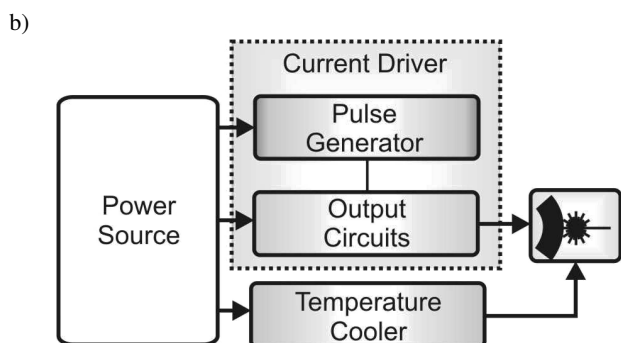 b)
Current Driver
Pulse
Generator
Power
Source
Output
Circuits
Temperature
Cooler